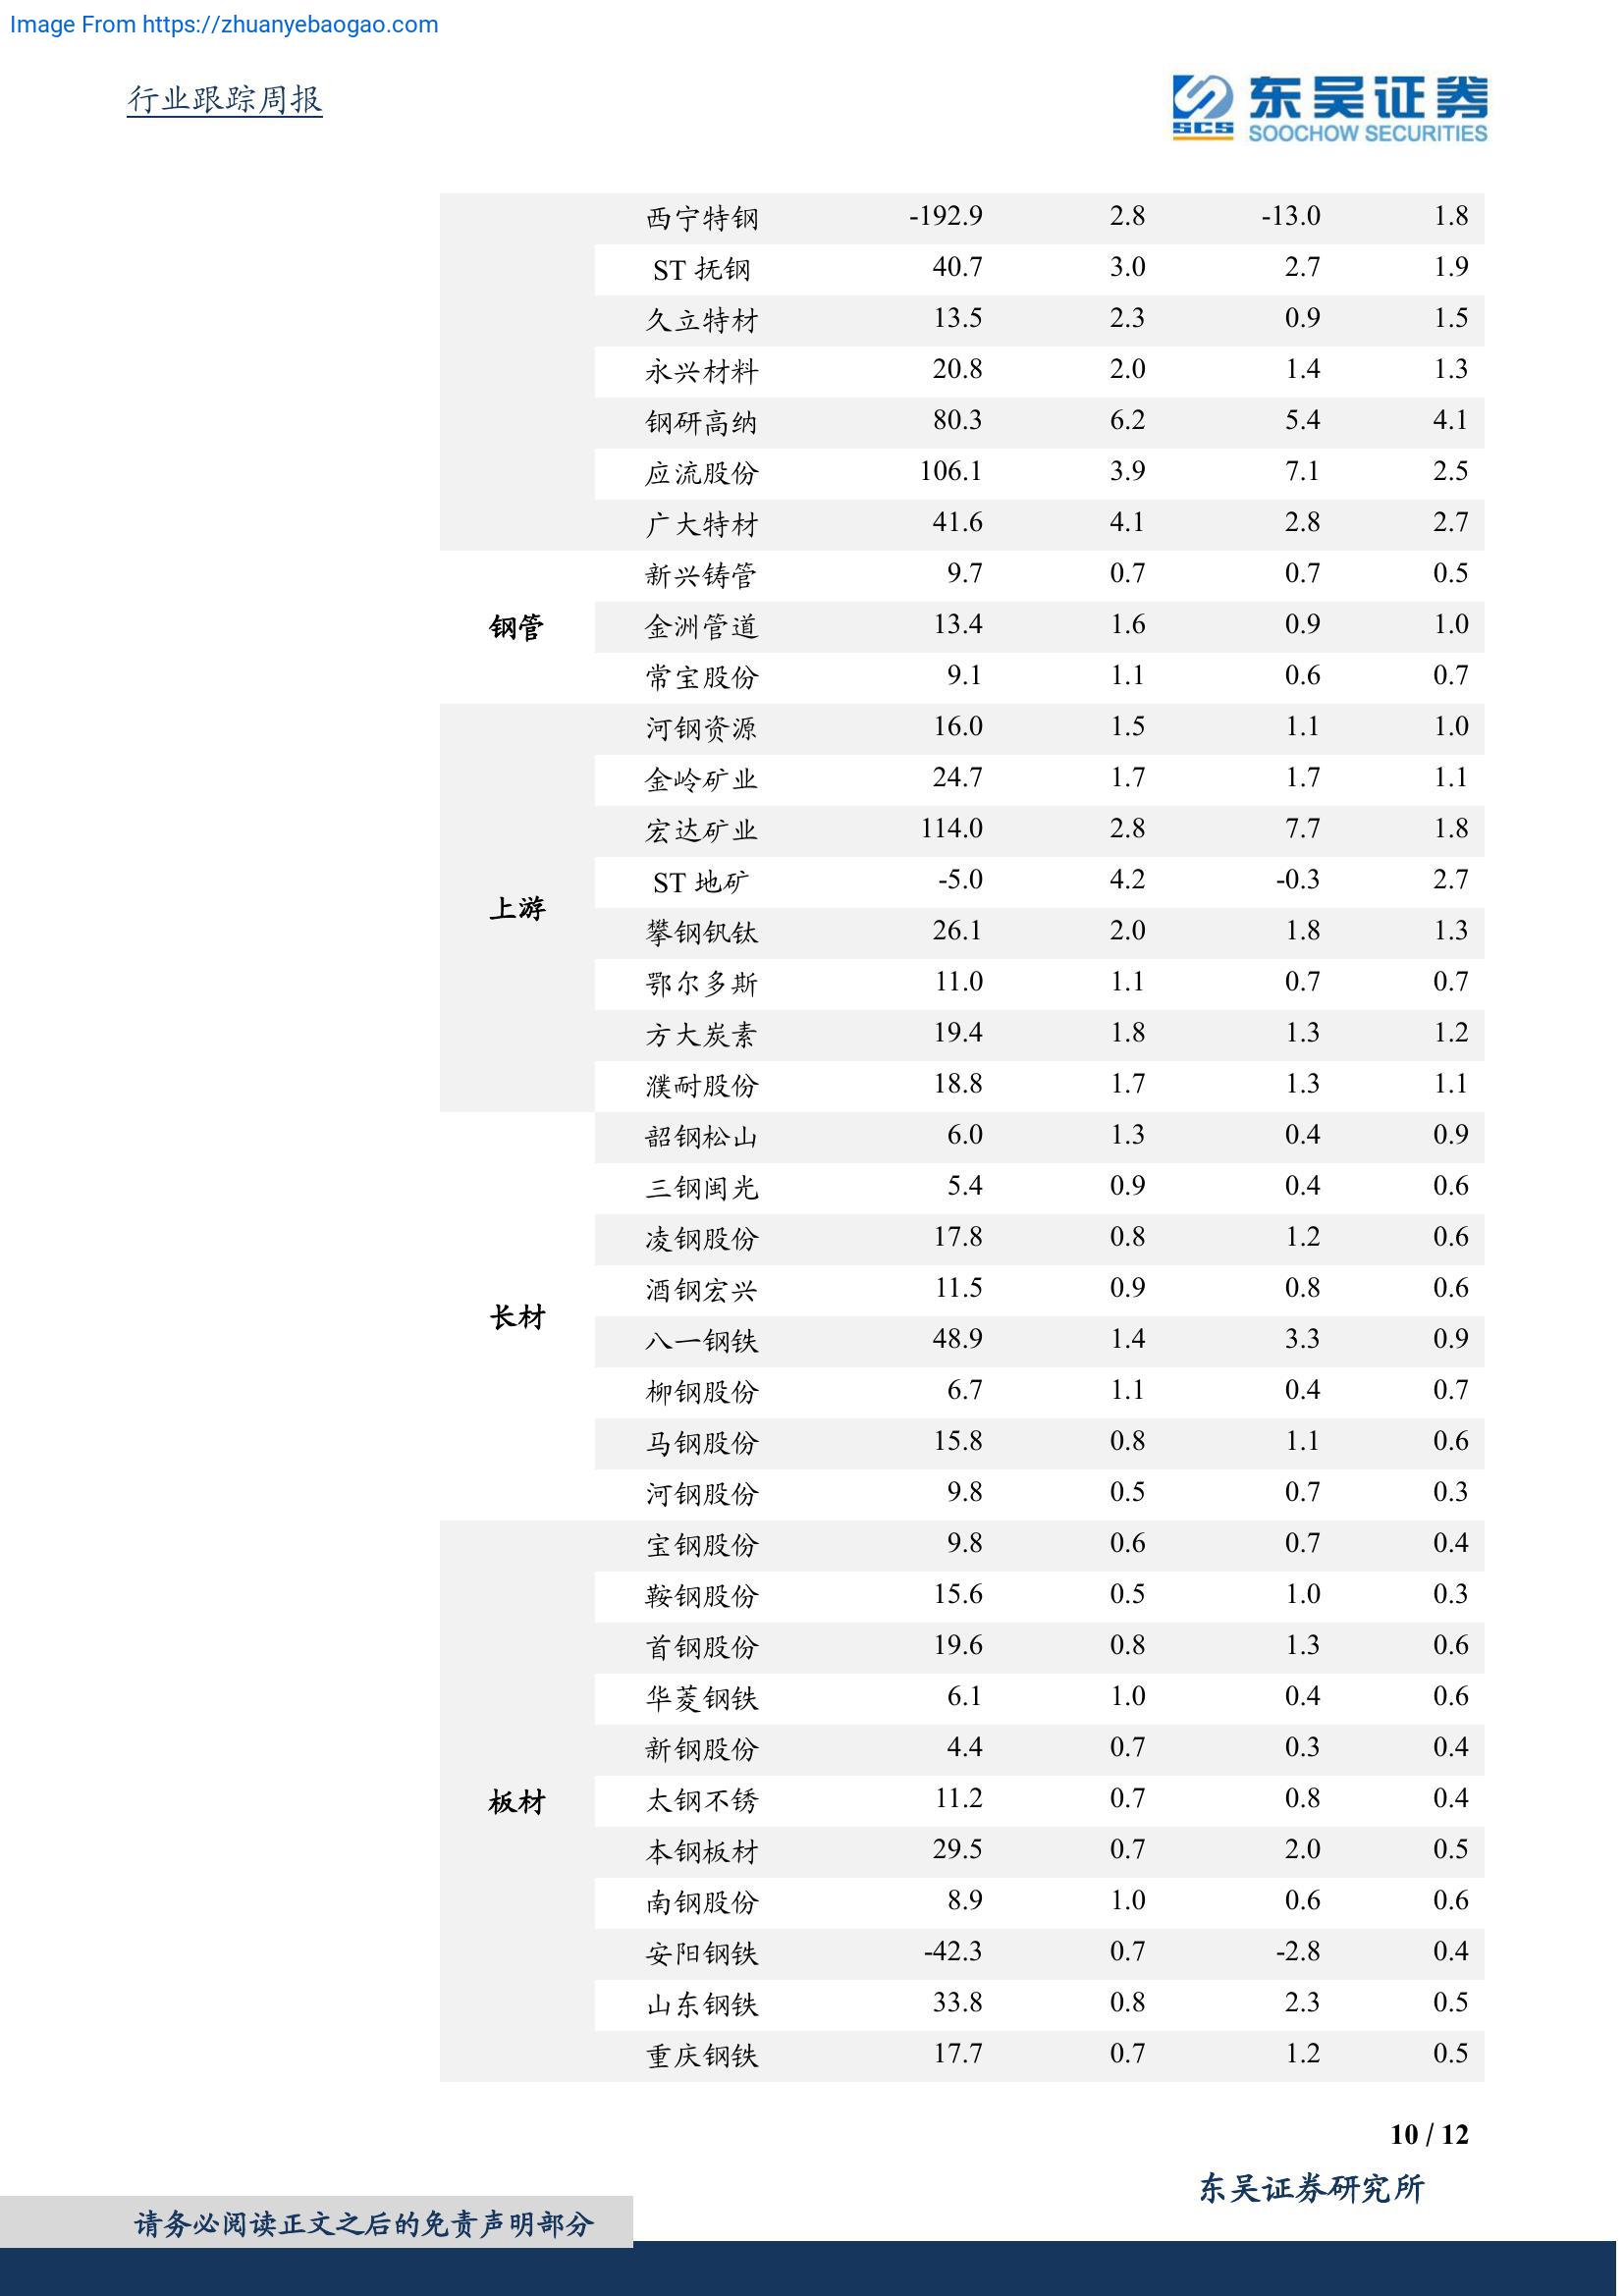 Image From https://zhuanyebaogao.com
行业跟踪周报
东吴证券
SCS
SOOCHOW SECURITIES
西宁特钢 -192.9 2.8 -13.0 1.8
ST 抚钢 40.7 3.0 2.7 1.9
久立特材 13.5 2.3 0.9 1.5
永兴材料 20.8 2.0 1.4 1.3
钢研高纳 80.3 6.2 5.4 4.1
应流股份 106.1 3.9 7.1 2.5
广大特材 41.6 4.1 2.8 2.7
新兴铸管 9.7 0.7 0.7 0.5
钢管 金洲管道 13.4 1.6 0.9 1.0
常宝股份 9.1 1.1 0.6 0.7
河钢资源 16.0 1.5 1.1 1.0
金岭矿业 24.7 1.7 1.7 1.1
宏达矿业 114.0 2.8 7.7 1.8
ST 地矿 -5.0 4.2 -0.3 2.7
上游
攀钢钒钛 26.1 2.0 1.8 1.3
鄂尔多斯 11.0 1.1 0.7 0.7
方大炭素 19.4 1.8 1.3 1.2
濮耐股份 18.8 1.7 1.3 1.1
韶钢松山 6.0 1.3 0.4 0.9
三钢闽光 5.4 0.9 0.4 0.6
凌钢股份 17.8 0.8 1.2 0.6
酒钢宏兴 11.5 0.9 0.8 0.6
长材
八一钢铁 48.9 1.4 3.3 0.9
柳钢股份 6.7 1.1 0.4 0.7
马钢股份 15.8 0.8 1.1 0.6
河钢股份 9.8 0.5 0.7 0.3
宝钢股份 9.8 0.6 0.7 0.4
鞍钢股份 15.6 0.5 1.0 0.3
首钢股份 19.6 0.8 1.3 0.6
华菱钢铁 6.1 1.0 0.4 0.6
新钢股份 4.4 0.7 0.3 0.4
板材 太钢不锈 11.2 0.7 0.8 0.4
本钢板材 29.5 0.7 2.0 0.5
南钢股份 8.9 1.0 0.6 0.6
安阳钢铁 -42.3 0.7 -2.8 0.4
山东钢铁 33.8 0.8 2.3 0.5
重庆钢铁 17.7 0.7 1.2 0.5
10 / 12
东吴证券研究所
请务必阅读正文之后的免责声明部分